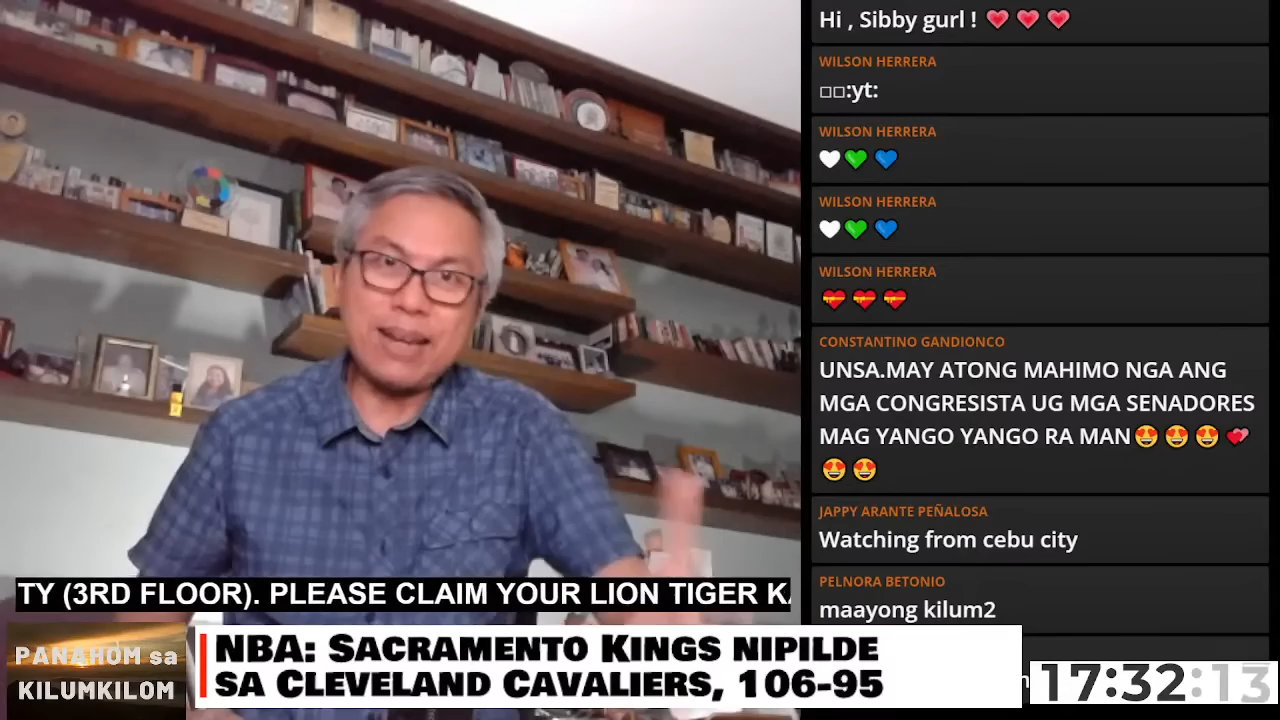 Hi , Sibby gurl ! ❤️ ❤️ ❤️
WILSON HERRERA
□□:yt:
WILSON HERRERA
🤍💚💙
WILSON HERRERA
🤍💚💙
WILSON HERRERA
💝💝💝
CONSTANTINO GANDIONCO
UNSA.MAY ATONG MAHIMO NGA ANG
MGA CONGRESISTA UG MGA SENADORES
MAG YANGO YANGO RA MAN😍😍😍💕
😍😍
JAPPY ARANTE PEÑALOSA
Watching from cebu city
PELNORA BETONIO
maayong kilum2
TY (3RD FLOOR). PLEASE CLAIM YOUR LION TIGER
PANAHOM sa
KILUMKILOM
NBA: SACRAMENTO KINGS NIPILDE
SA CLEVELAND CAVALIERS, 106-95
17:32:13